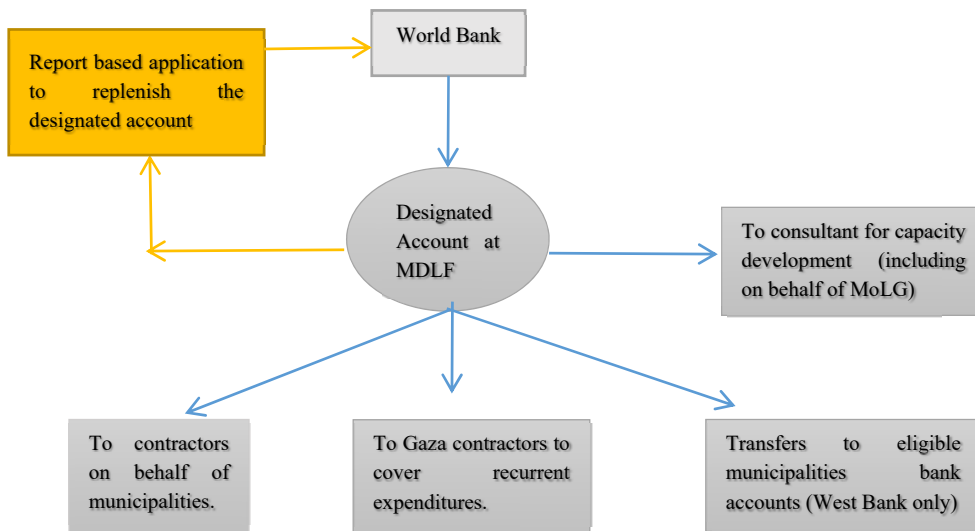 World Bank
Report based application
to replenish the
designated account
Designated
Account at
MDLF
To consultant for capacity
development (including
on behalf of MoLG)
To contractors
on behalf of
municipalities.
To Gaza contractors to
cover recurrent
expenditures.
Transfers to eligible
municipalities bank
accounts (West Bank only)